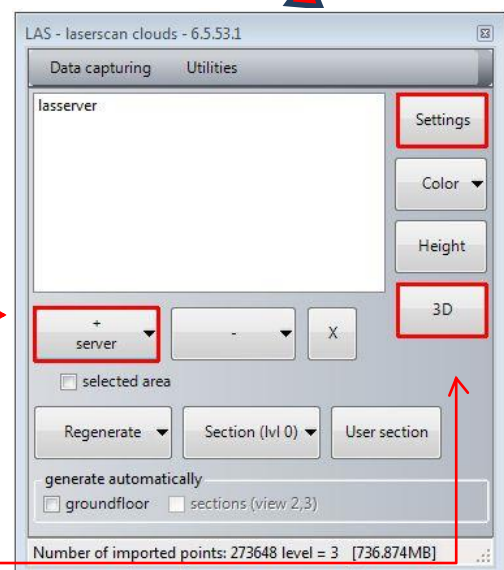 LAS - laserscan clouds - 6.5.53.1
Data capturing Utilities
lasserver
Settings
Color
Height
3D
+
server
-
X
selected area
Regenerate
Section (lvl 0)
User section
generate automatically
groundfloor
sections (view 2,3)
Number of imported points: 273648 level = 3 [736.874MB]